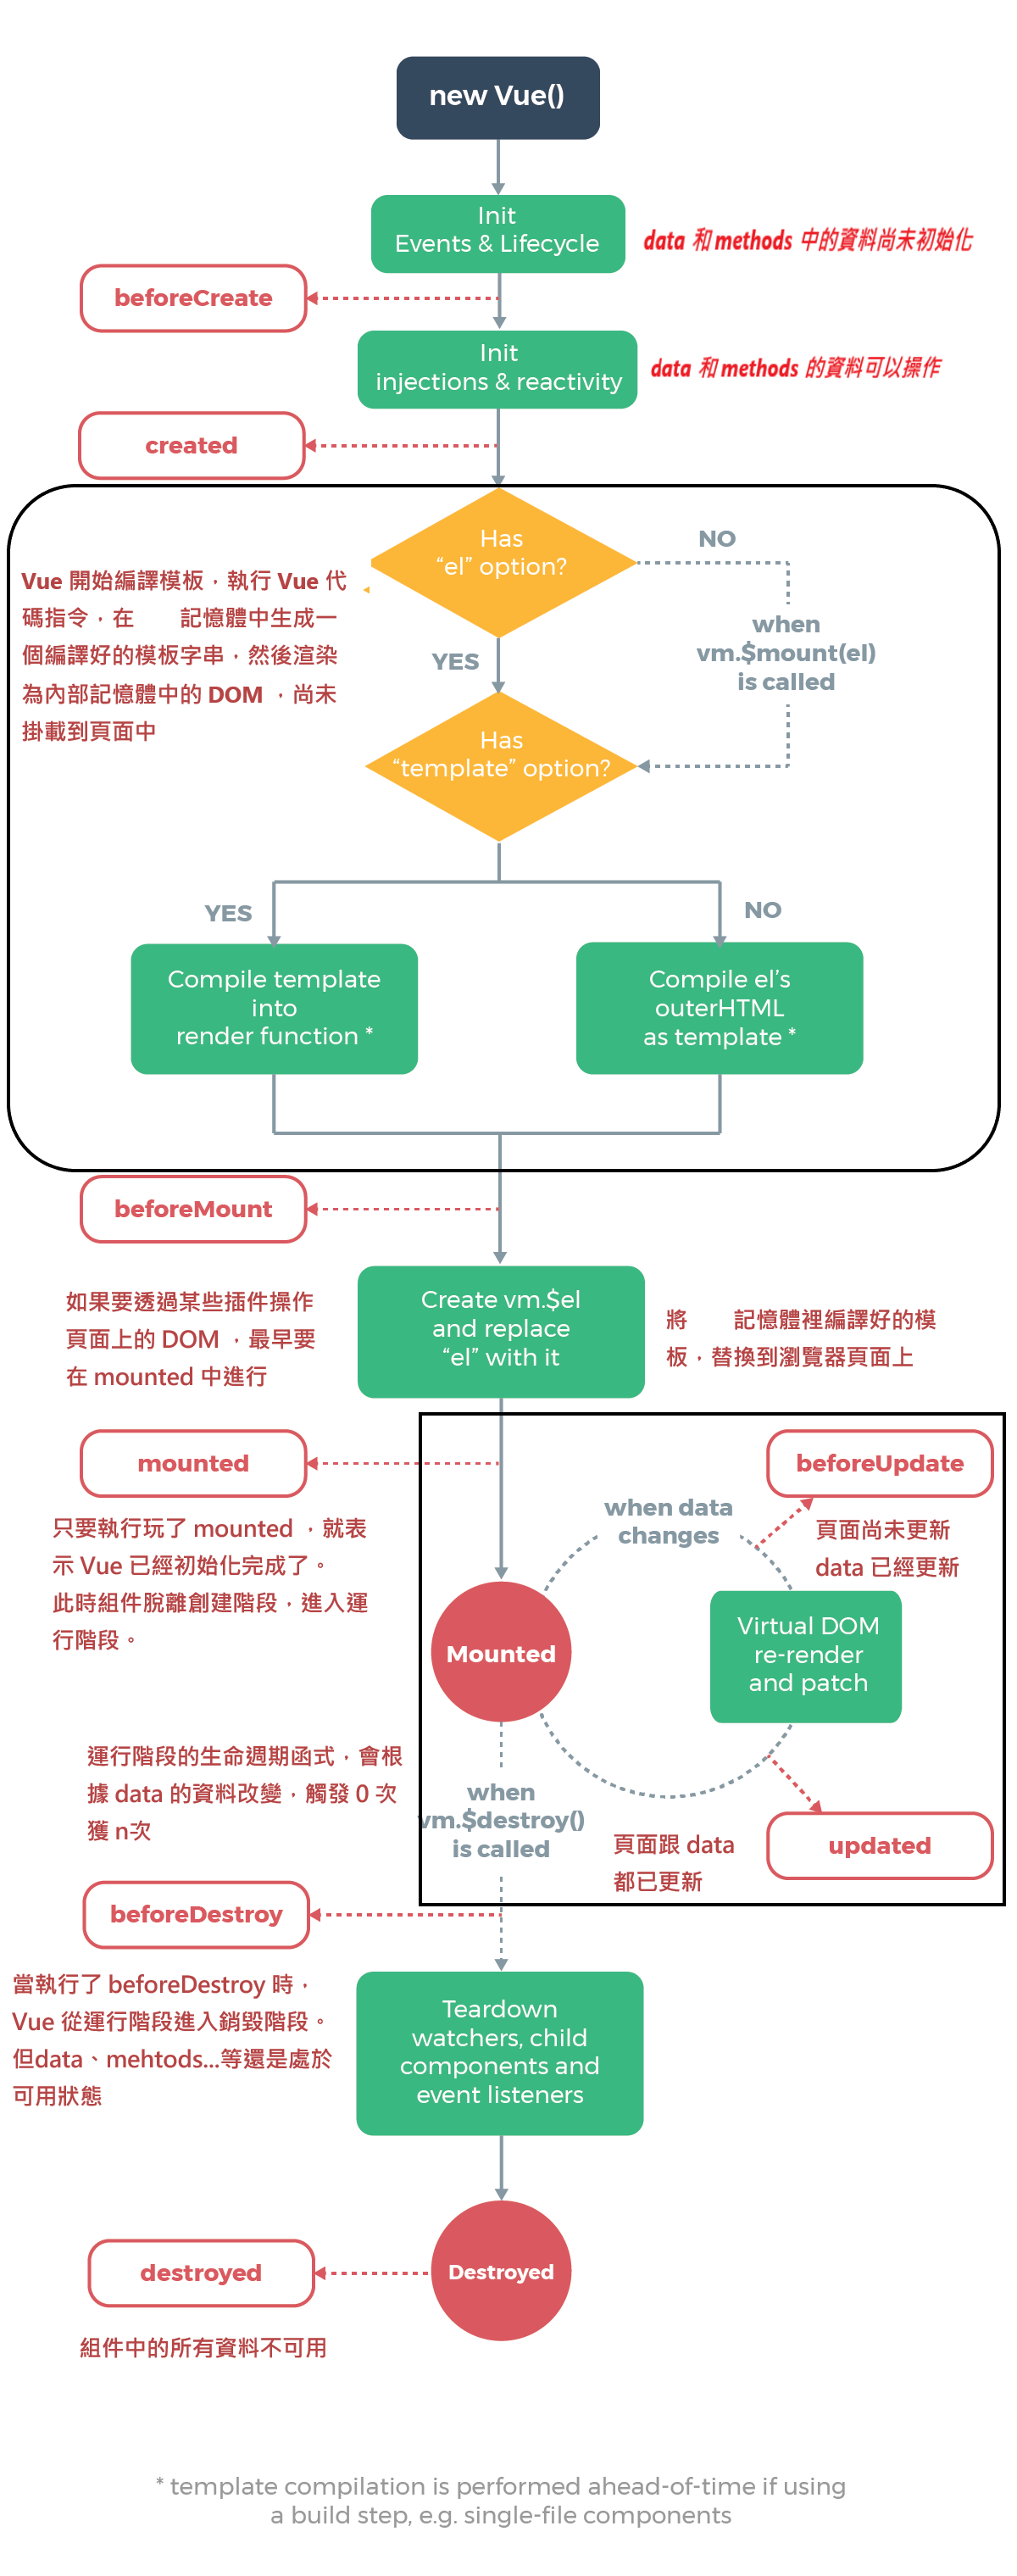 new Vue()
Init
Events & Lifecycle
data 和 methods 中的資料尚未初始化
beforeCreate
Init
injections & reactivity
data 和 methods 的資料可以操作
created
Has
“el” option?
NO
Vue 開始編譯模板，執行 Vue 代
碼指令，在 記憶體中生成一
個編譯好的模板字串，然後渲染
為內部記憶體中的 DOM ，尚未
掛載到頁面中
when
vm.$mount(el)
is called
YES
Has
“template” option?
YES
NO
Compile template
into
render function *
Compile el’s
outerHTML
as template *
beforeMount
如果要透過某些插件操作
頁面上的 DOM ，最早要
在 mounted 中進行
Create vm.$el
and replace
“el” with it
將 記憶體裡編譯好的模
板，替換到瀏覽器頁面上
mounted
beforeUpdate
when data
changes
頁面尚未更新
data 已經更新
只要執行玩了 mounted ，就表
示 Vue 已經初始化完成了。
此時組件脫離創建階段，進入運
行階段。
Mounted
Virtual DOM
re-render
and patch
運行階段的生命週期函式，會根
據 data 的資料改變，觸發 0 次
獲 n次
when
vm.$destroy()
is called
頁面跟 data
都已更新
updated
beforeDestroy
當執行了 beforeDestroy 時，
Vue 從運行階段進入銷毀階段。
但data、mehtods...等還是處於
可用狀態
Teardown
watchers, child
components and
event listeners
destroyed
Destroyed
組件中的所有資料不可用
* template compilation is performed ahead-of-time if using
a build step, e.g. single-file components